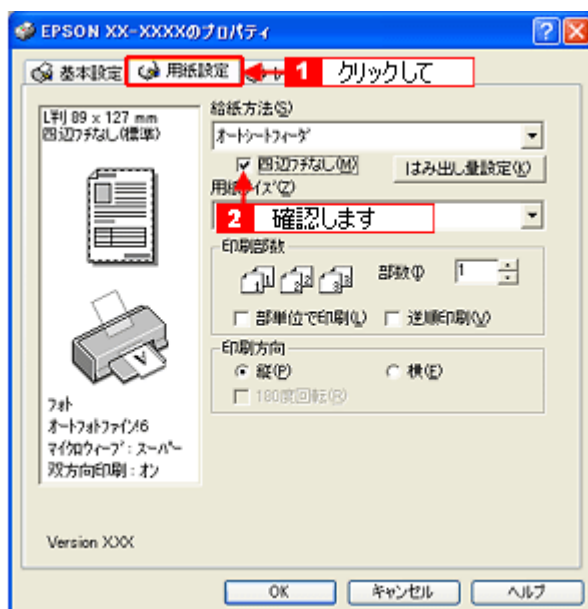 EPSON XX-XXXXのプロパティ
基本設定 用紙設定 1 クリックして
L判 89 x 127 mm
四辺フチなし(標準)
給紙方法(S)
オートシートフィーダ
四辺フチなし(M) はみ出し量設定(K)
2 確認します
印刷部数
部数(I) 1
部単位で印刷(L) 逆順印刷(V)
印刷方向
縦(P) 横(E)
180度回転(R)
フォト
オートフォトファイン!6
マイクロウィーブ : スーパー
双方向印刷 : オン
Version XXX
OK キャンセル ヘルプ